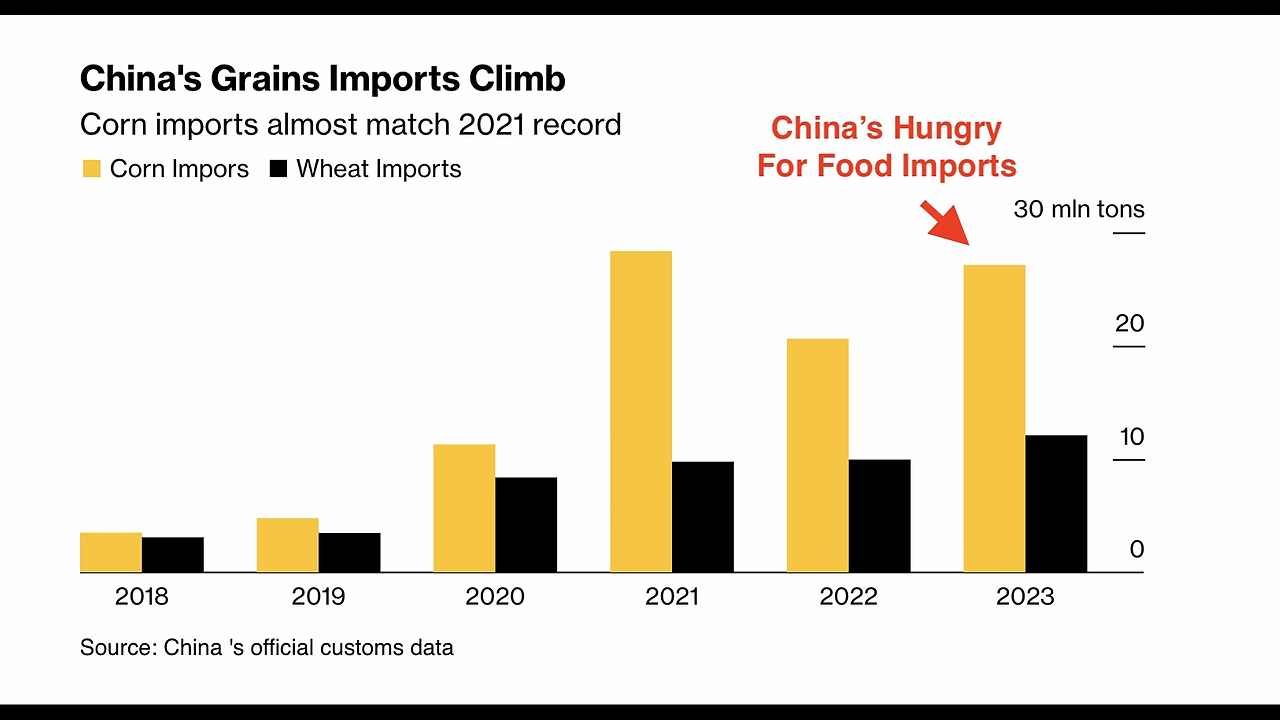 China's Grains Imports Climb
Corn imports almost match 2021 record
Corn Impors Wheat Imports
China's Hungry
For Food Imports
30 mln tons
20
10
0
2018 2019 2020 2021 2022 2023
Source: China 's official customs data